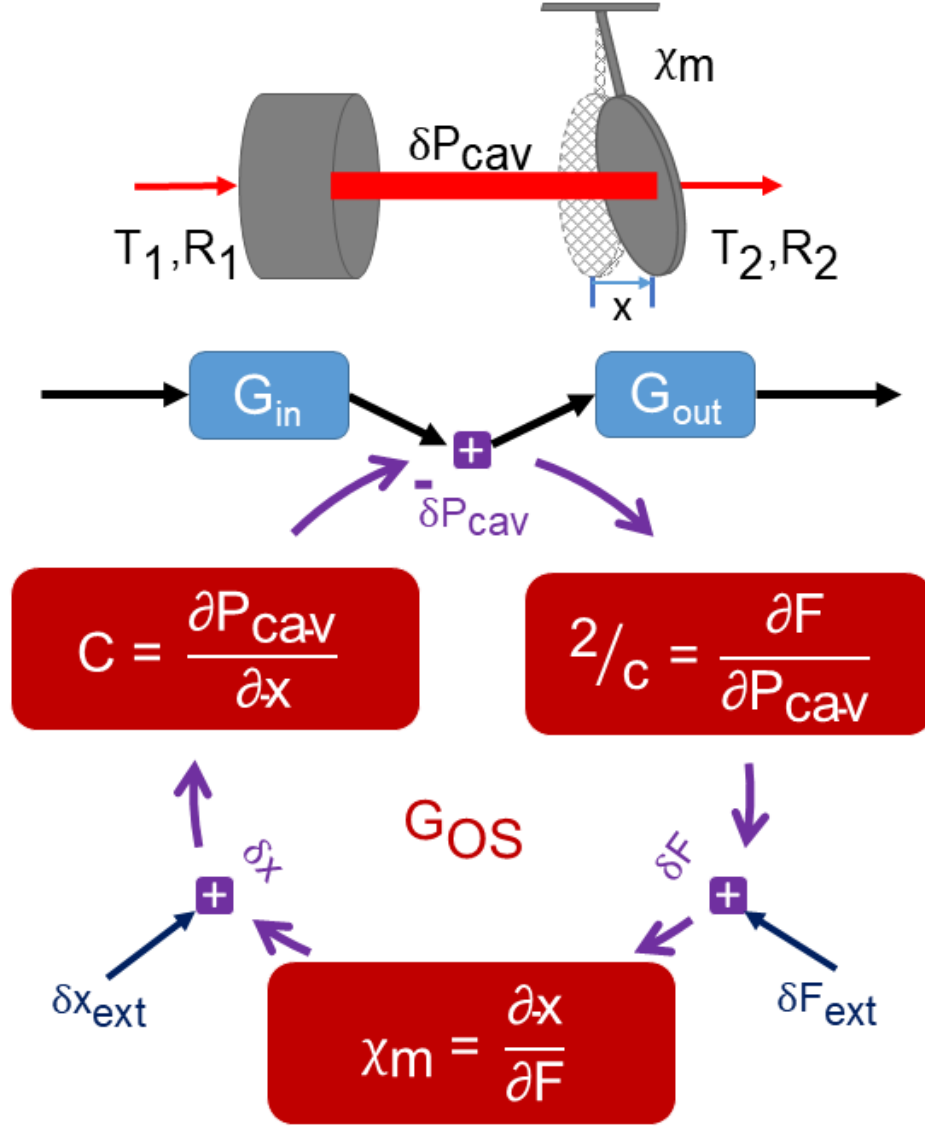 χm
δPcav
T1,R1
T2,R2
x
Gin
Gout
+
-
δPcav
C = ∂Pcav/∂x
2/c = ∂F/∂Pcav
GOS
δx
δF
+
+
δxext
δFext
χm = ∂x/∂F